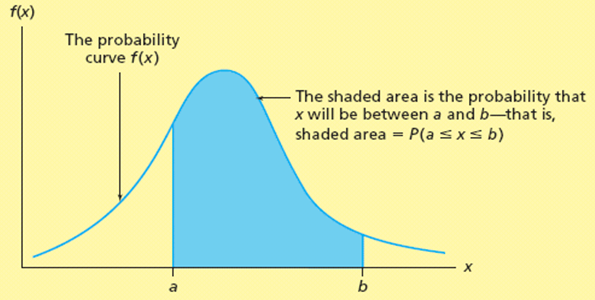 f(x)
The probability
curve f(x)
The shaded area is the probability that
x will be between a and b—that is,
shaded area = P(a ≤ x ≤ b)
x
a
b